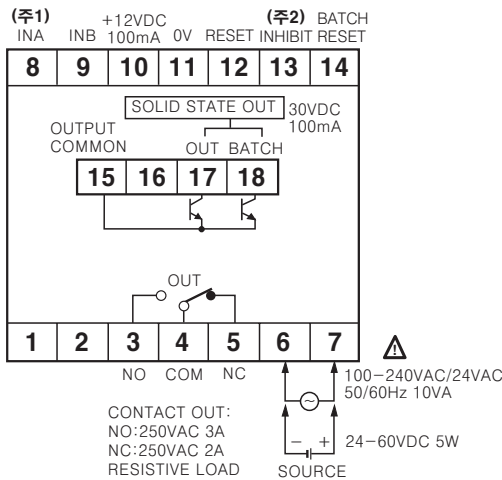 (주1)
INA
INB
+12VDC
100mA
0V
RESET
(주2)
INHIBIT
BATCH
RESET
8 9 10 11 12 13 14
SOLID STATE OUT
30VDC
100mA
OUTPUT
COMMON
OUT BATCH
15 16 17 18
OUT
1 2 3 4 5 6 7
NO COM NC
100-240VAC/24VAC
50/60Hz 10VA
CONTACT OUT:
NO:250VAC 3A
NC:250VAC 2A
RESISTIVE LOAD
− +
24-60VDC 5W
SOURCE